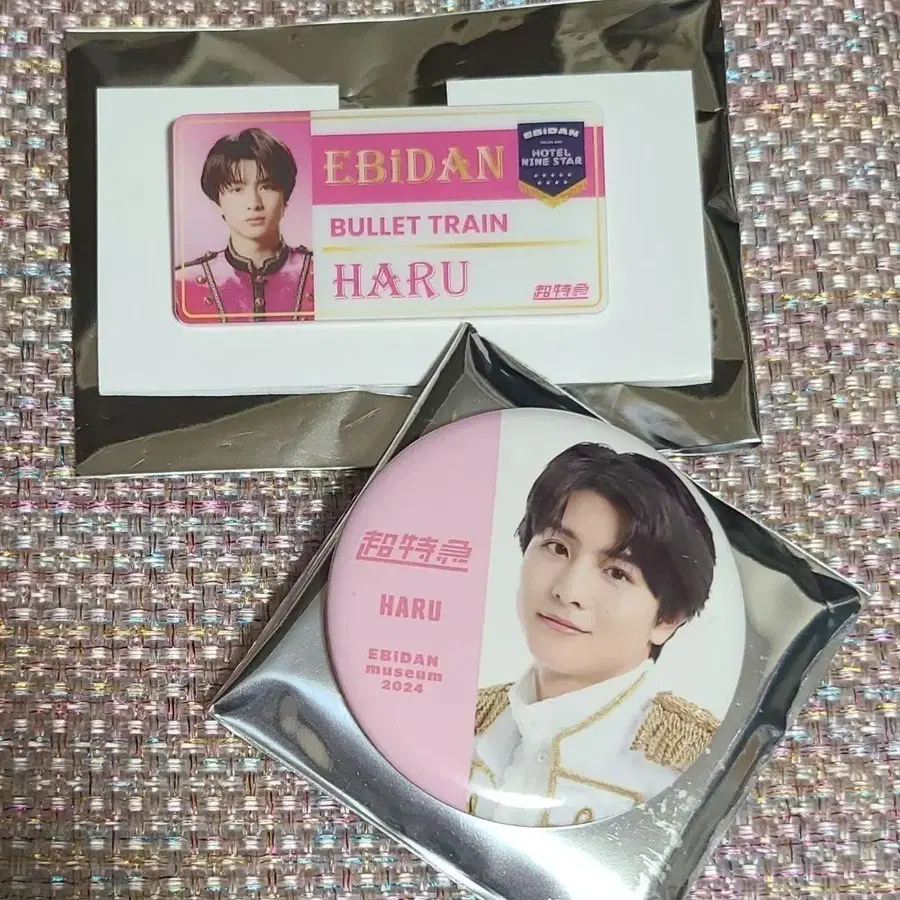 EBiDAN
BULLET TRAIN
HARU
EBiDAN
HOTEL
NINE STAR
超特急
超特急
HARU
EBiDAN
museum
2024